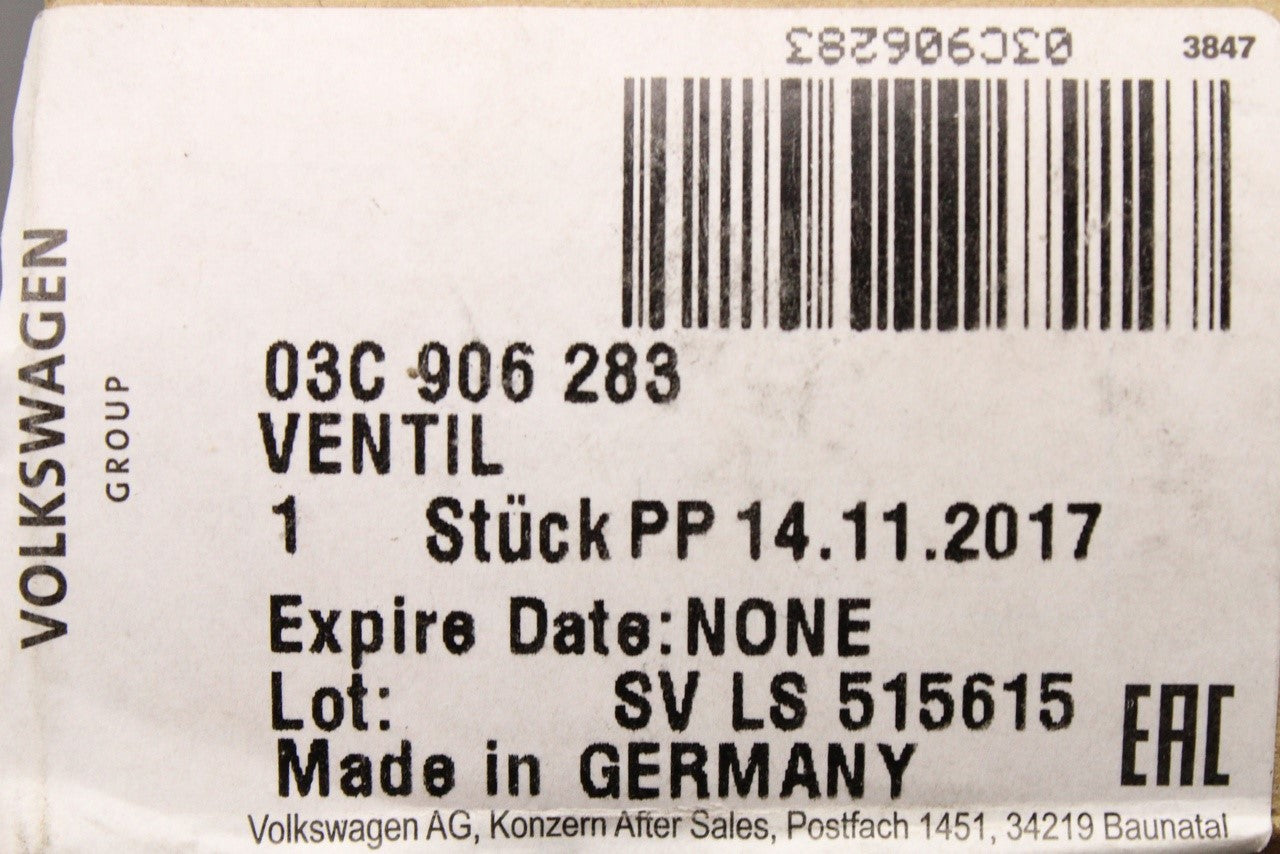 03C906283
3847
VOLKSWAGEN
GROUP
03C 906 283
VENTIL
1 Stück PP 14.11.2017
Expire Date: NONE
Lot: SV LS 515615
EAC
Made in GERMANY
Volkswagen AG, Konzern After Sales, Postfach 1451, 34219 Baunatal